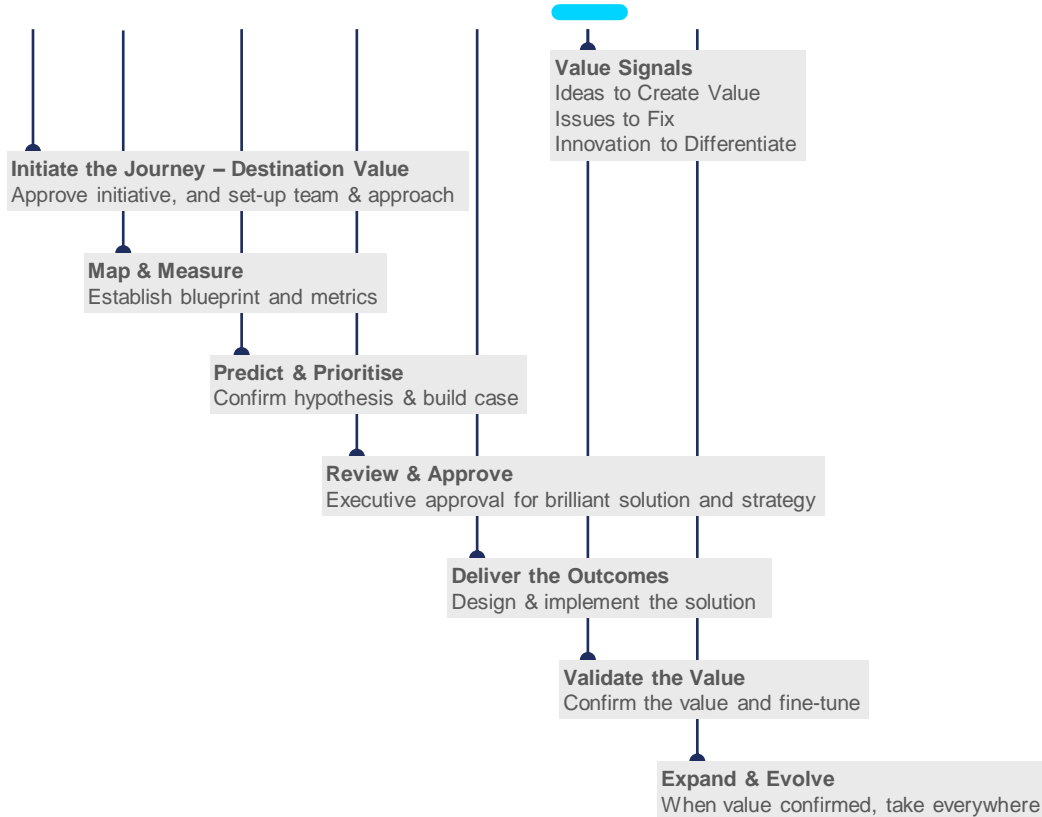 Value Signals
Ideas to Create Value
Issues to Fix
Innovation to Differentiate
Initiate the Journey – Destination Value
Approve initiative, and set-up team & approach
Map & Measure
Establish blueprint and metrics
Predict & Prioritise
Confirm hypothesis & build case
Review & Approve
Executive approval for brilliant solution and strategy
Deliver the Outcomes
Design & implement the solution
Validate the Value
Confirm the value and fine-tune
Expand & Evolve
When value confirmed, take everywhere